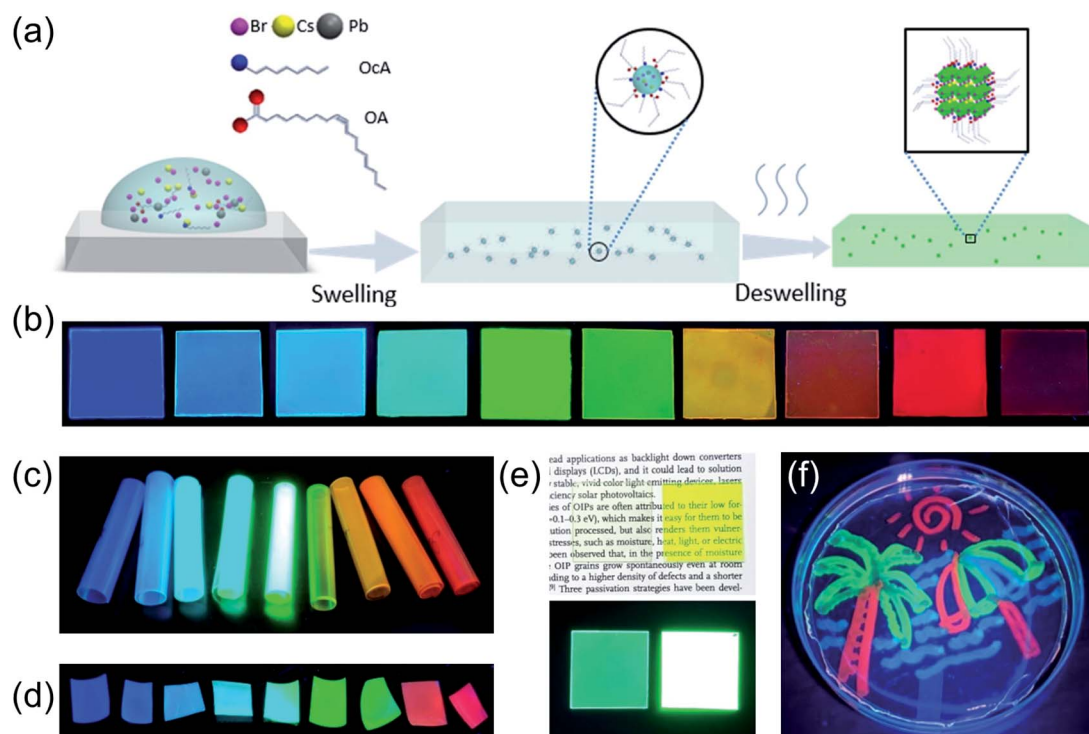 (a)
Br Cs Pb
OcA
OA
Swelling
Deswelling
(b)
(c)
(d)
(e)
ead applications as backlight down converters
l displays (LCDs), and it could lead to solution
stable, vivid color light emitting devices, lasers
ciency solar photovoltaics.
ies of OIPs are often attributed to their low for-
=0.1–0.3 eV), which makes it easy for them to be
ution processed, but also renders them vulner-
stresses, such as moisture, heat, light, or electric
been observed that, in the presence of moisture
OIP grains grow spontaneously even at room
nding to a higher density of defects and a shorter
Three passivation strategies have been devel-
(f)